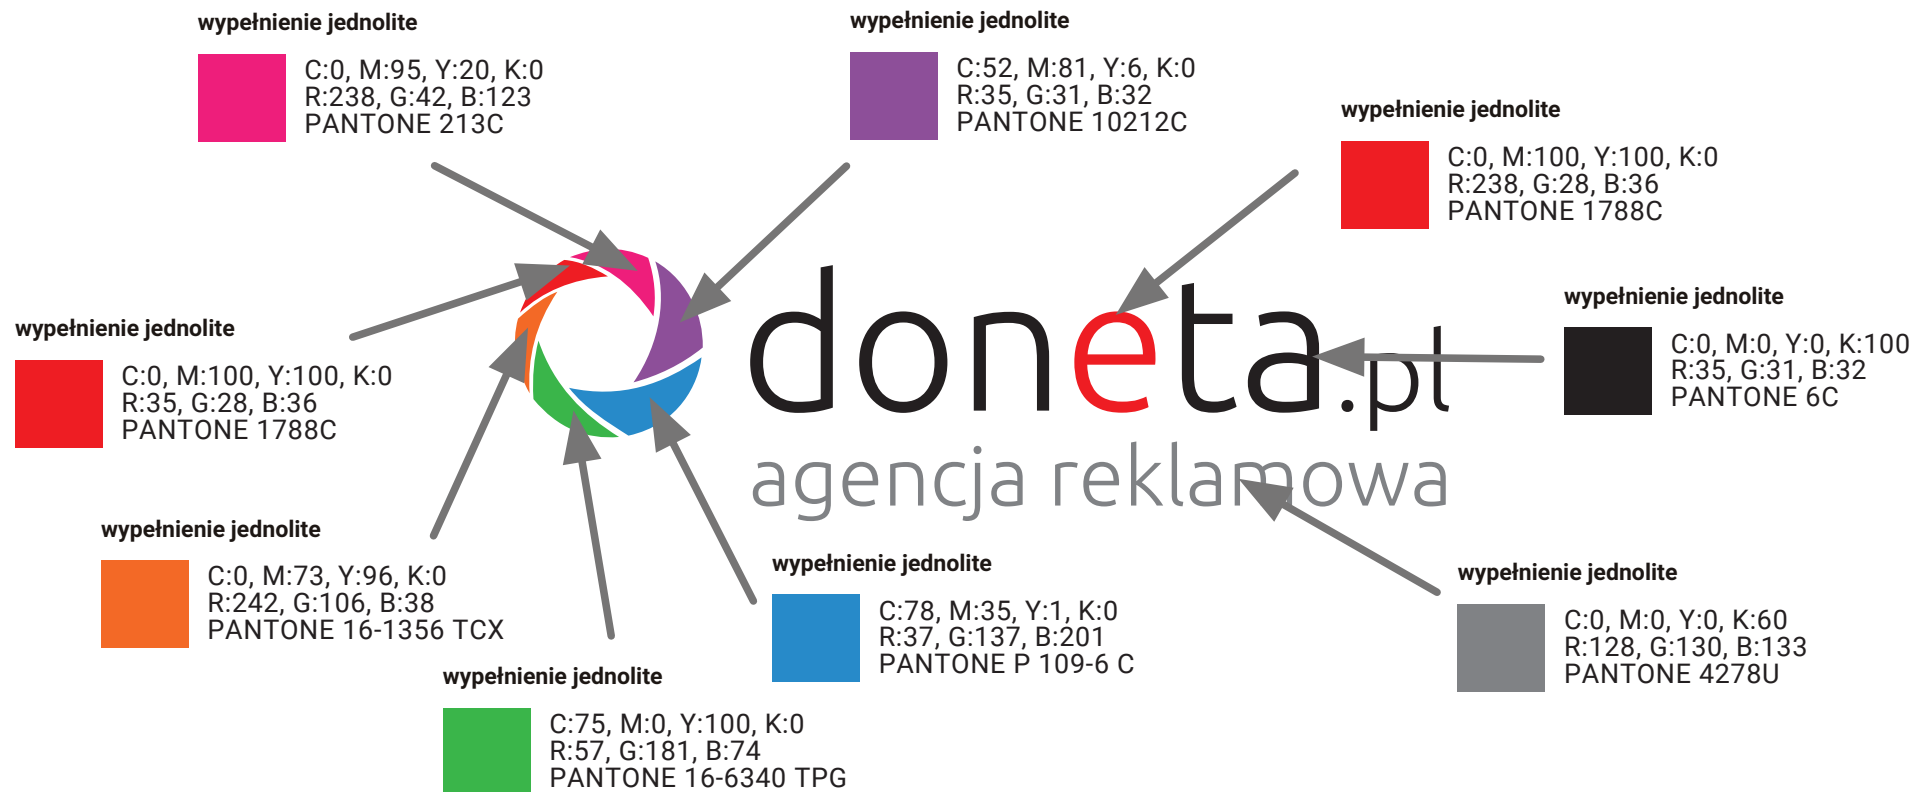 wypełnienie jednolite
C:0, M:95, Y:20, K:0
R:238, G:42, B:123
PANTONE 213C
wypełnienie jednolite
C:52, M:81, Y:6, K:0
R:35, G:31, B:32
PANTONE 10212C
wypełnienie jednolite
C:0, M:100, Y:100, K:0
R:238, G:28, B:36
PANTONE 1788C
wypełnienie jednolite
C:0, M:100, Y:100, K:0
R:35, G:28, B:36
PANTONE 1788C
doneta.pl
agencja reklamowa
wypełnienie jednolite
C:0, M:0, Y:0, K:100
R:35, G:31, B:32
PANTONE 6C
wypełnienie jednolite
C:0, M:73, Y:96, K:0
R:242, G:106, B:38
PANTONE 16-1356 TCX
wypełnienie jednolite
C:78, M:35, Y:1, K:0
R:37, G:137, B:201
PANTONE P 109-6 C
wypełnienie jednolite
C:0, M:0, Y:0, K:60
R:128, G:130, B:133
PANTONE 4278U
wypełnienie jednolite
C:75, M:0, Y:100, K:0
R:57, G:181, B:74
PANTONE 16-6340 TPG